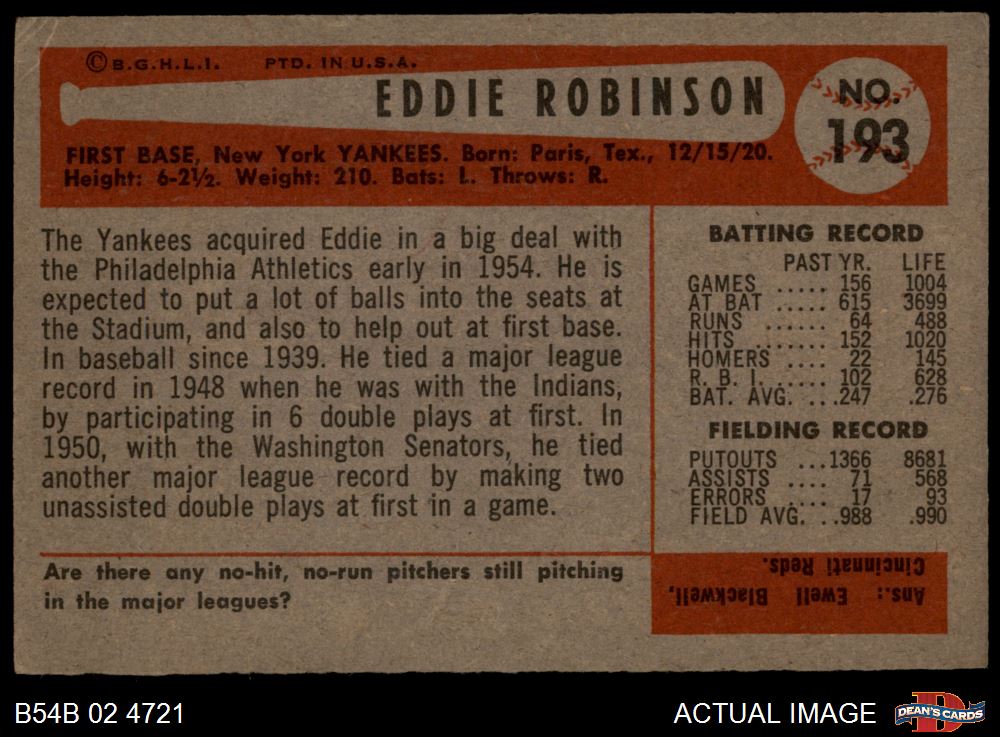 © B.G.H.L.I. PTD. IN U.S.A.
EDDIE ROBINSON
NO.
193
FIRST BASE, New York YANKEES. Born: Paris, Tex., 12/15/20.
Height: 6-2½. Weight: 210. Bats: L. Throws: R.
The Yankees acquired Eddie in a big deal with
the Philadelphia Athletics early in 1954. He is
expected to put a lot of balls into the seats at
the Stadium, and also to help out at first base.
In baseball since 1939. He tied a major league
record in 1948 when he was with the Indians,
by participating in 6 double plays at first. In
1950, with the Washington Senators, he tied
another major league record by making two
unassisted double plays at first in a game.
BATTING RECORD
PAST YR. LIFE
GAMES ..... 156 1004
AT BAT ..... 615 3699
RUNS ...... 64 488
HITS ....... 152 1020
HOMERS .... 22 145
R. B. I. ..... 102 628
BAT. AVG. ...247 .276
FIELDING RECORD
PUTOUTS ...1366 8681
ASSISTS .... 71 568
ERRORS .... 17 93
FIELD AVG. ..988 .990
Are there any no-hit, no-run pitchers still pitching
in the major leagues?
Ans.: Ewell Blackwell,
Cincinnati Reds.
B54B 02 4721
ACTUAL IMAGE
D
DEAN'S CARDS